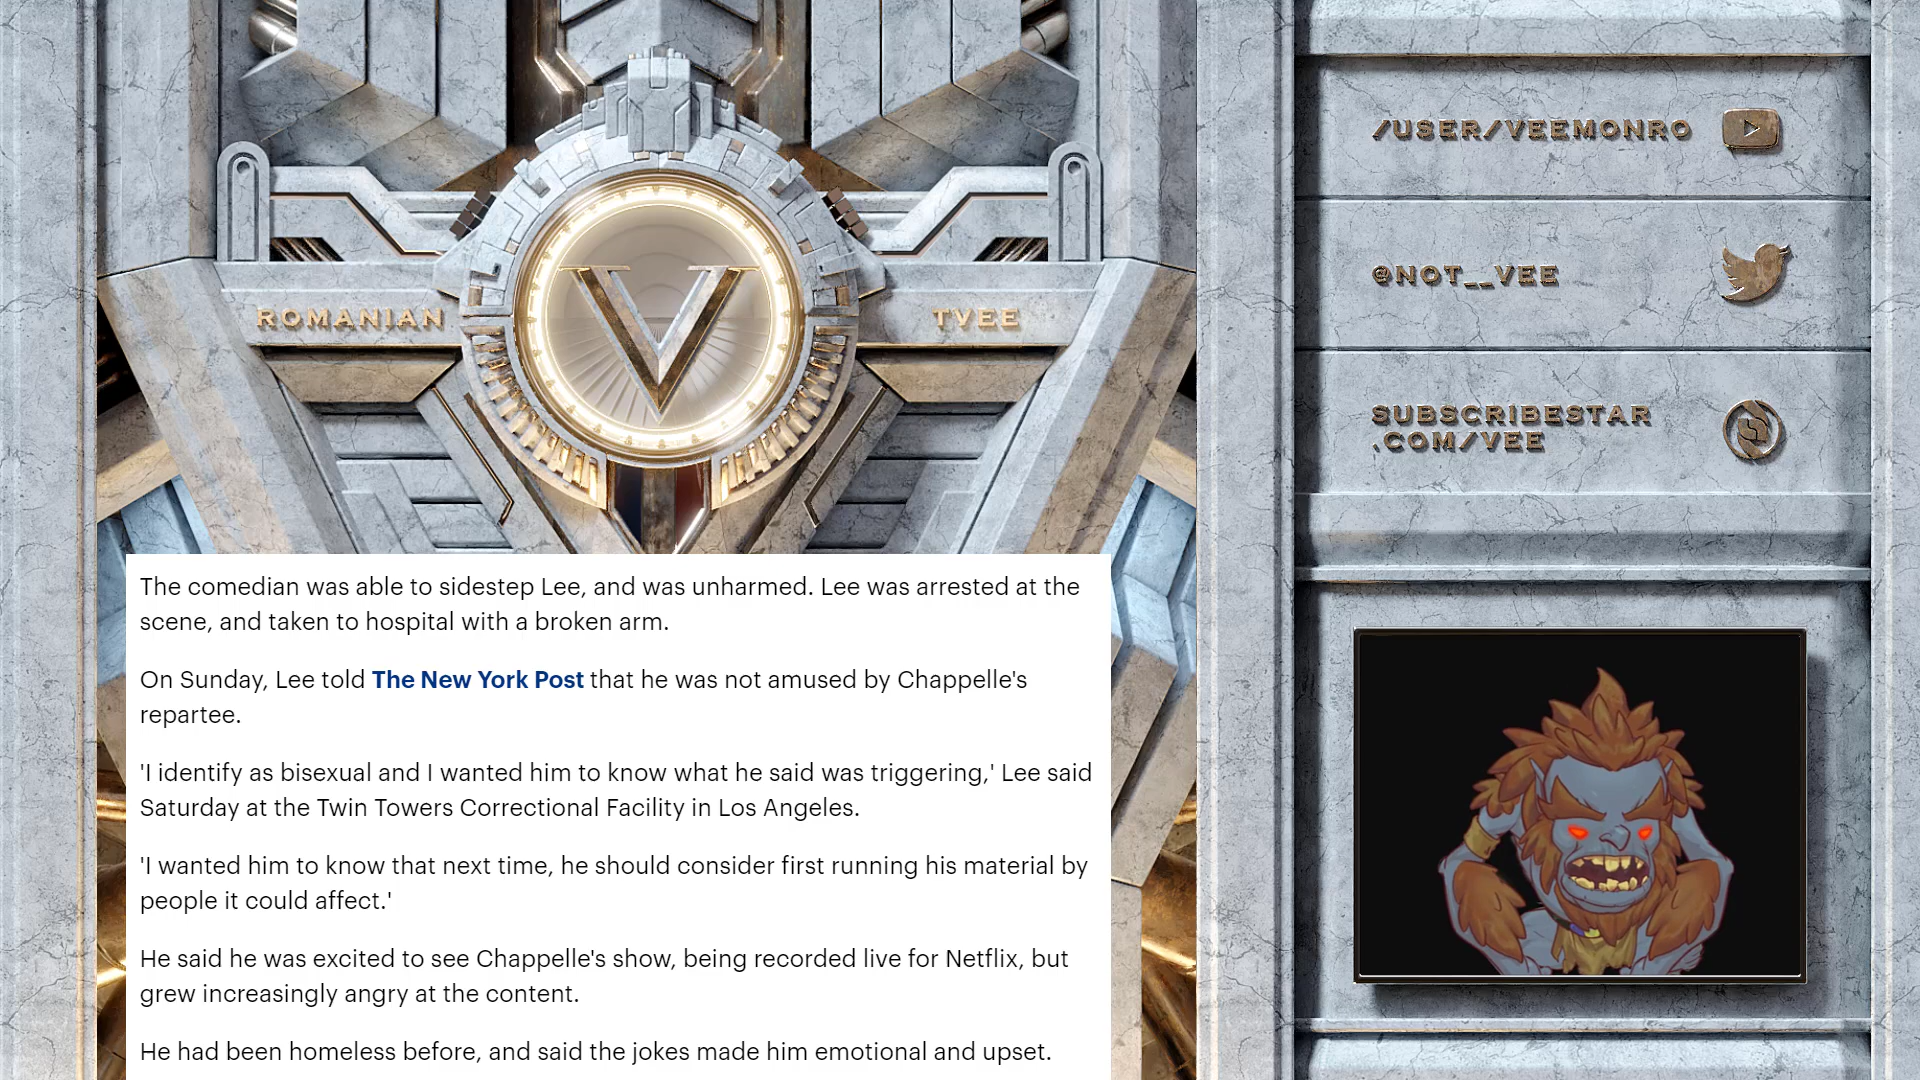 ROMANIAN
V
TVEE
/USER/VEEMONRO
@NOT__VEE
SUBSCRIBESTAR
.COM/VEE
The comedian was able to sidestep Lee, and was unharmed. Lee was arrested at the
scene, and taken to hospital with a broken arm.
On Sunday, Lee told The New York Post that he was not amused by Chappelle's
repartee.
'I identify as bisexual and I wanted him to know what he said was triggering,' Lee said
Saturday at the Twin Towers Correctional Facility in Los Angeles.
'I wanted him to know that next time, he should consider first running his material by
people it could affect.'
He said he was excited to see Chappelle's show, being recorded live for Netflix, but
grew increasingly angry at the content.
He had been homeless before, and said the jokes made him emotional and upset.